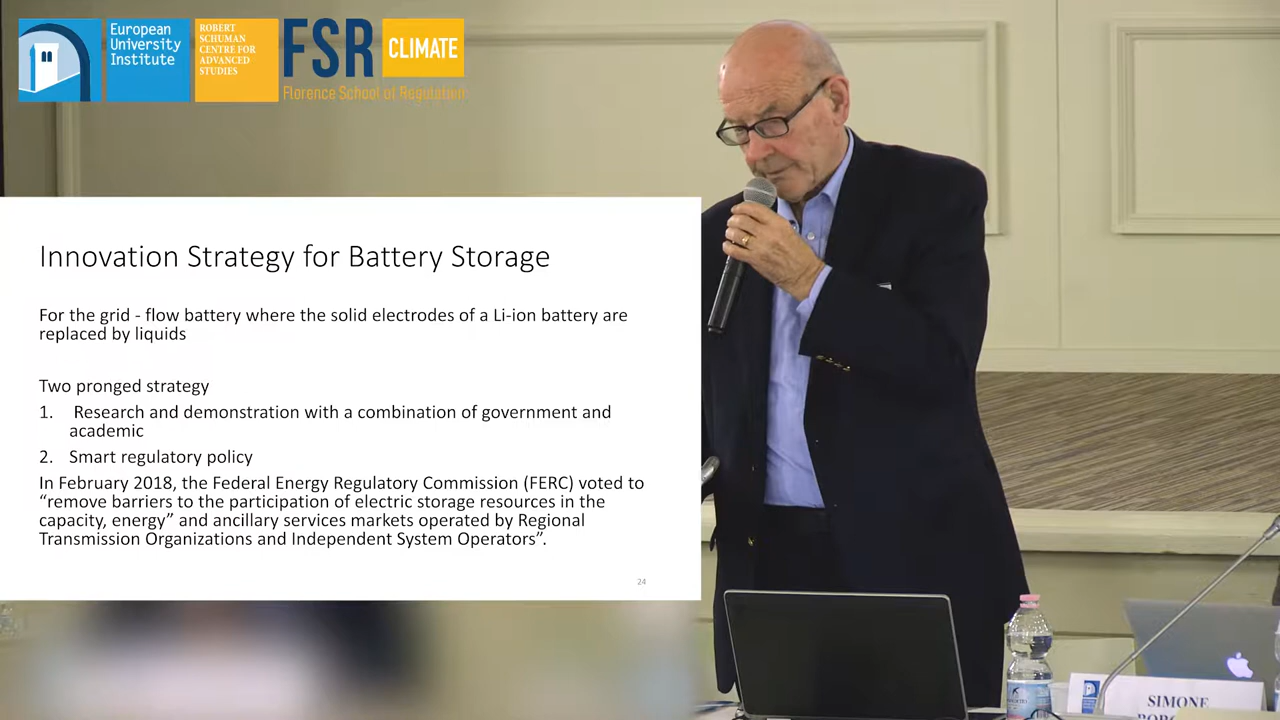 European
University
Institute
ROBERT
SCHUMAN
CENTRE FOR
ADVANCED
STUDIES
FSR
CLIMATE
Florence School of Regulation
Innovation Strategy for Battery Storage
For the grid - flow battery where the solid electrodes of a Li-ion battery are
replaced by liquids
Two pronged strategy
1. Research and demonstration with a combination of government and
academic
2. Smart regulatory policy
In February 2018, the Federal Energy Regulatory Commission (FERC) voted to
“remove barriers to the participation of electric storage resources in the
capacity, energy” and ancillary services markets operated by Regional
Transmission Organizations and Independent System Operators”.
24
SIMONE